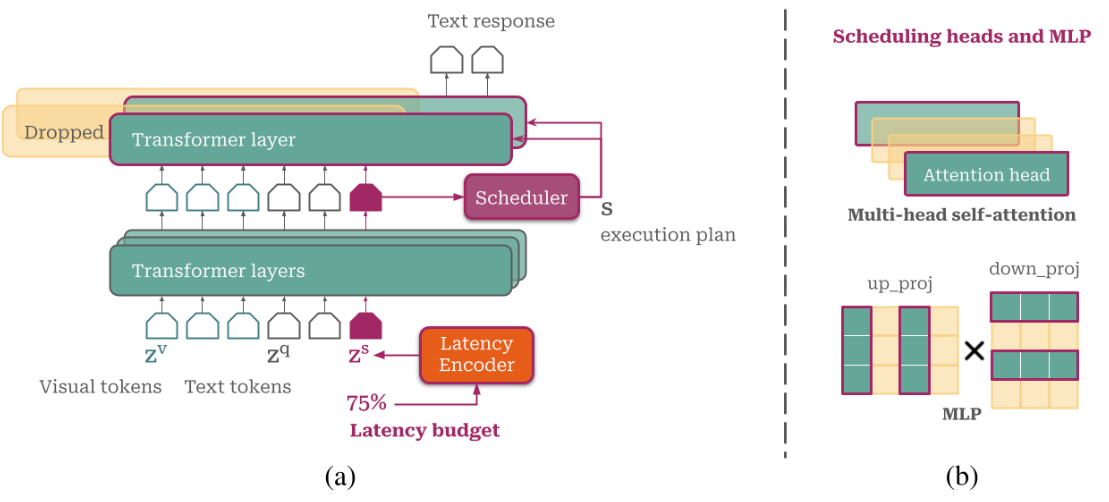 Text response
Dropped
Transformer layer
Scheduler
s
execution plan
Transformer layers
z^v
z^q
z^s
Visual tokens
Text tokens
Latency
Encoder
75%
Latency budget
(a)
Scheduling heads and MLP
Attention head
Multi-head self-attention
up_proj
down_proj
×
MLP
(b)